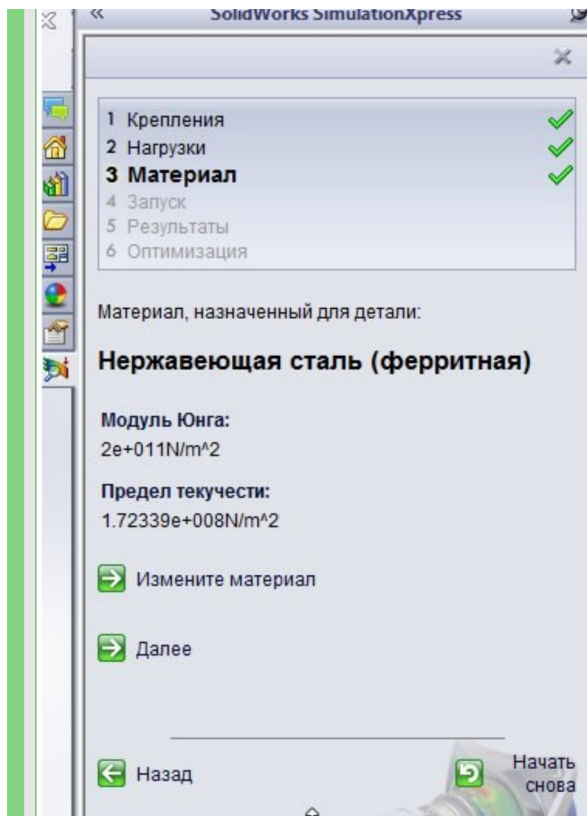 SolidWorks SimulationXpress
1 Крепления
2 Нагрузки
3 Материал
4 Запуск
5 Результаты
6 Оптимизация
Материал, назначенный для детали:
Нержавеющая сталь (ферритная)
Модуль Юнга:
2e+011N/m^2
Предел текучести:
1.72339e+008N/m^2
Измените материал
Далее
Назад
Начать
снова